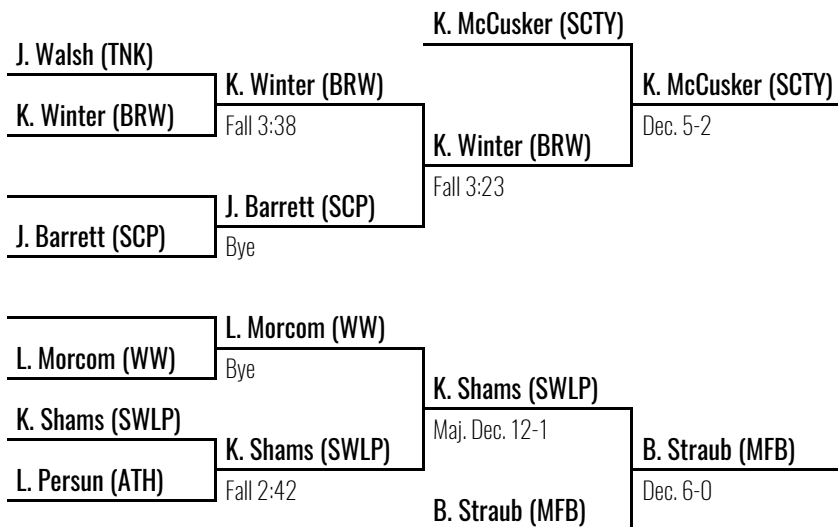 K. McCusker (SCTY)
J. Walsh (TNK)
K. Winter (BRW)
K. McCusker (SCTY)
K. Winter (BRW)
Fall 3:38
Dec. 5-2
K. Winter (BRW)
Fall 3:23
J. Barrett (SCP)
J. Barrett (SCP)
Bye
L. Morcom (WW)
L. Morcom (WW)
Bye
K. Shams (SWLP)
K. Shams (SWLP)
Maj. Dec. 12-1
K. Shams (SWLP)
B. Straub (MFB)
L. Persun (ATH)
Fall 2:42
Dec. 6-0
B. Straub (MFB)